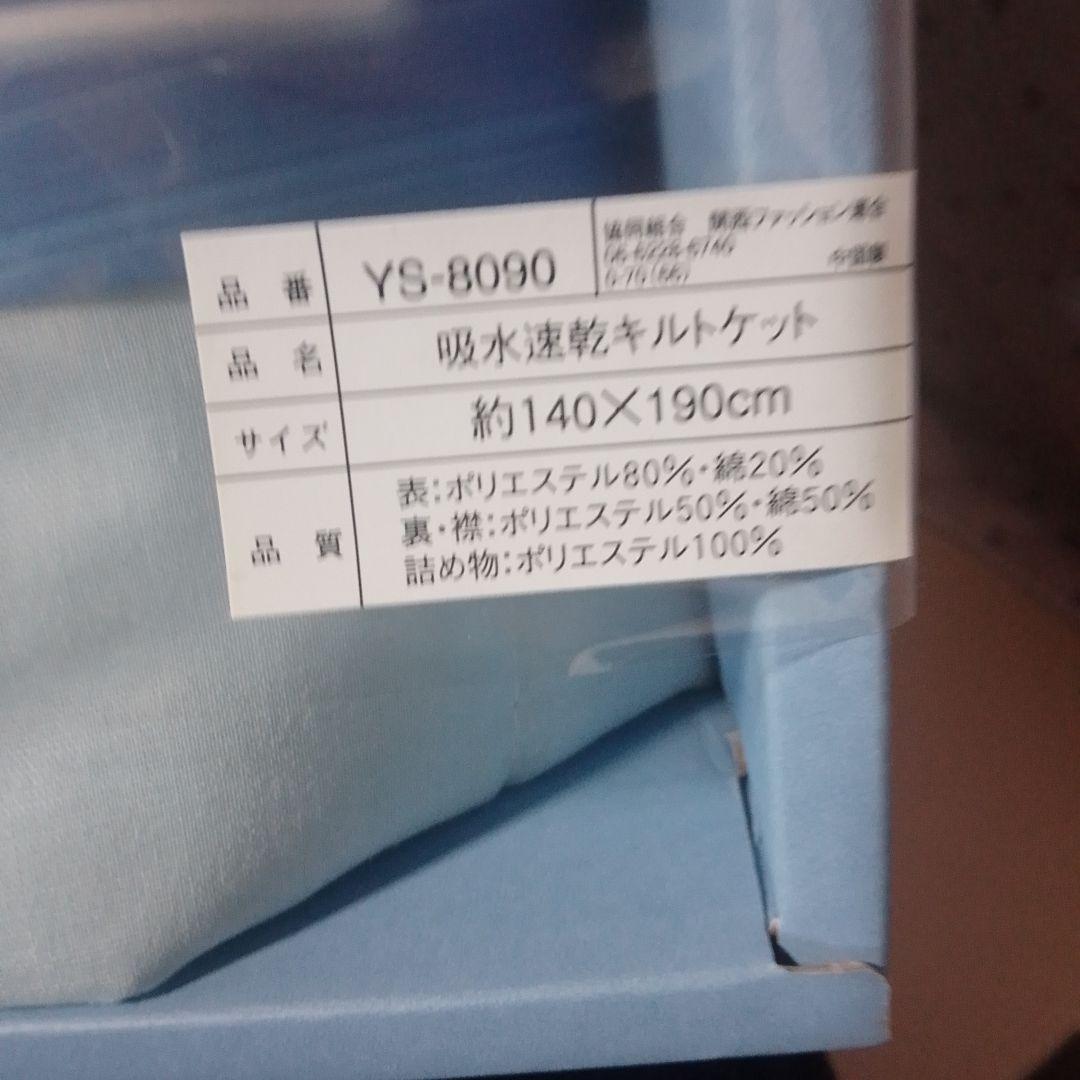 品番 YS-8090
協同組合 関西ファッション連合
06-6228-6740
品名 吸水速乾キルトケット
サイズ 約140×190cm
品質 表:ポリエステル80%・綿20%
裏・襟:ポリエステル50%・綿50%
詰め物:ポリエステル100%